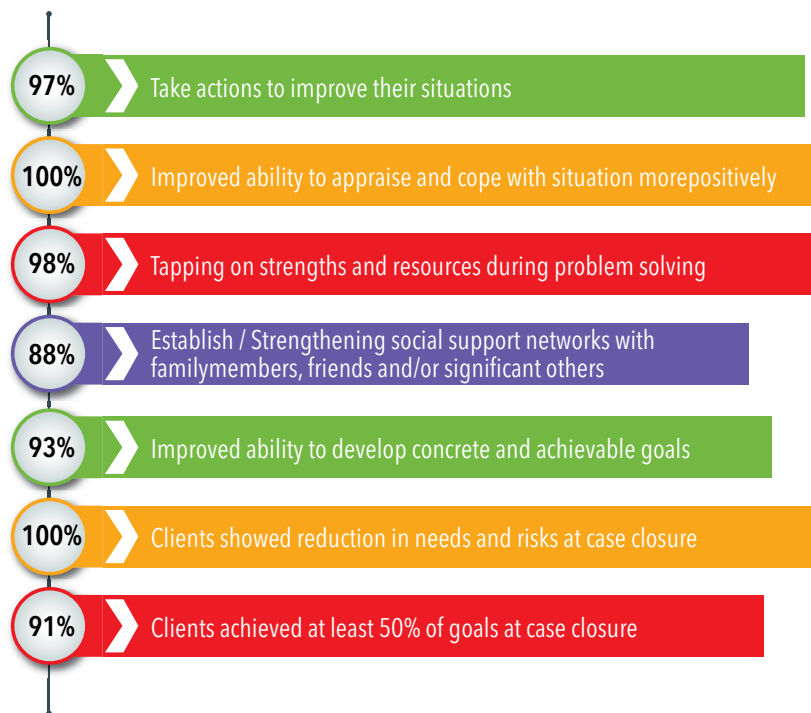 97%
Take actions to improve their situations
100%
Improved ability to appraise and cope with situation morepositively
98%
Tapping on strengths and resources during problem solving
88%
Establish / Strengthening social support networks with
familymembers, friends and/or significant others
93%
Improved ability to develop concrete and achievable goals
100%
Clients showed reduction in needs and risks at case closure
91%
Clients achieved at least 50% of goals at case closure